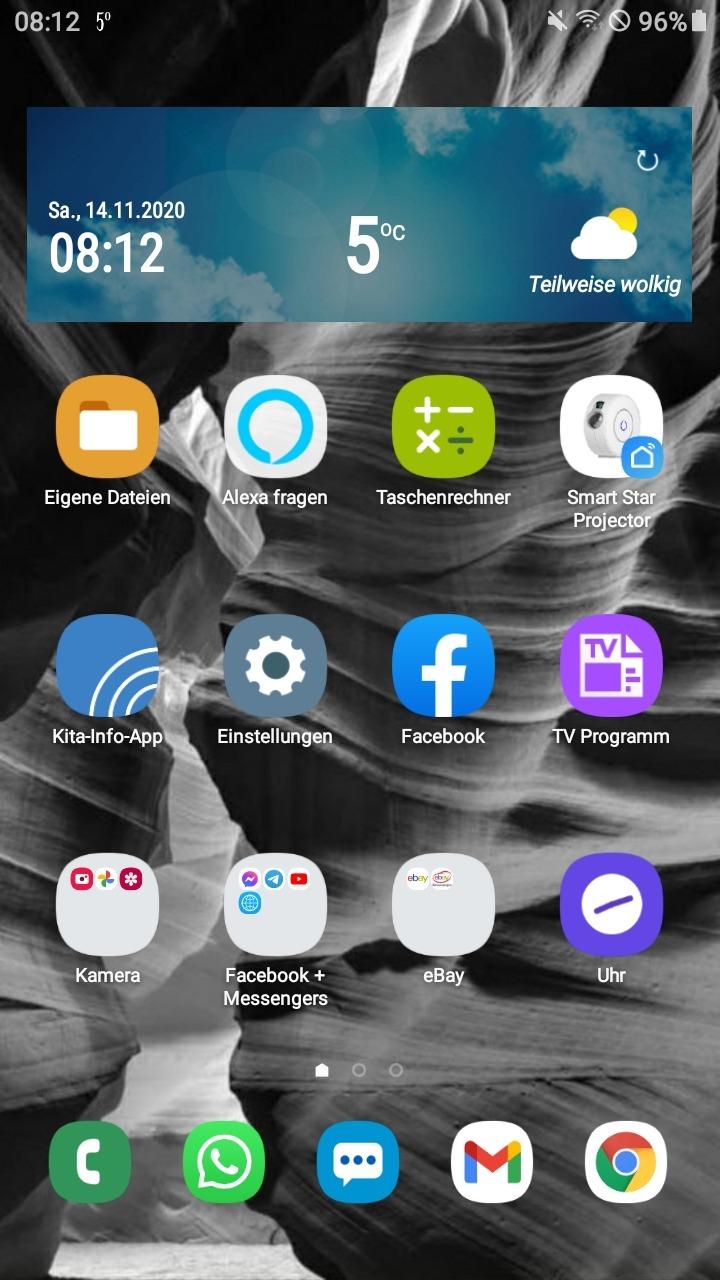 08:12 5° 96%
Sa., 14.11.2020
08:12
5°C
Teilweise wolkig
Eigene Dateien
Alexa fragen
Taschenrechner
Smart Star
Projector
TV
Kita-Info-App
Einstellungen
Facebook
TV Programm
ebay
ebay
Kamera
Facebook +
Messengers
eBay
Uhr